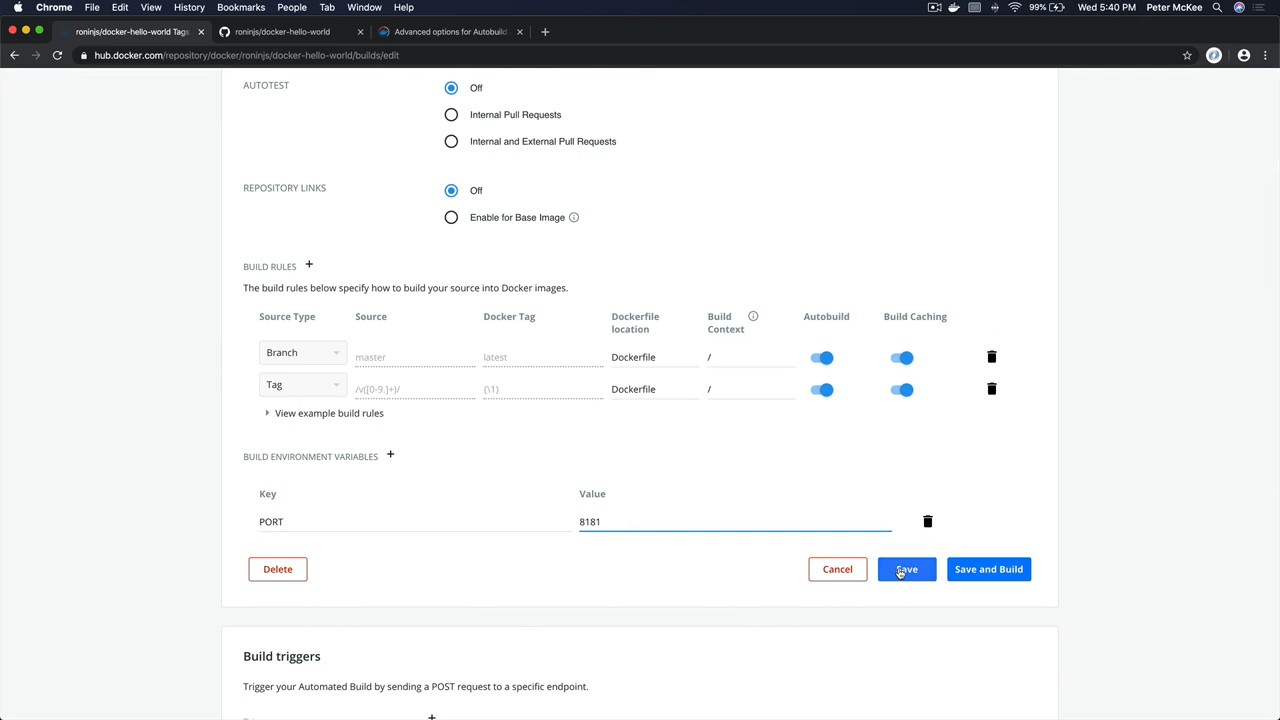 Chrome File Edit View History Bookmarks People Tab Window Help 99% Wed 5:40 PM Peter McKee
roninjs/docker-hello-world Tags roninjs/docker-hello-world Advanced options for Autobuild
hub.docker.com/repository/docker/roninjs/docker-hello-world/builds/edit
AUTOTEST Off
Internal Pull Requests
Internal and External Pull Requests
REPOSITORY LINKS Off
Enable for Base Image
BUILD RULES +
The build rules below specify how to build your source into Docker images.
Source Type Source Docker Tag Dockerfile location Build Context Autobuild Build Caching
Branch master latest Dockerfile /
Tag /v([0-9.]+)/ {\1} Dockerfile /
View example build rules
BUILD ENVIRONMENT VARIABLES +
Key Value
PORT 8181
Delete Cancel Save Save and Build
Build triggers
Trigger your Automated Build by sending a POST request to a specific endpoint.